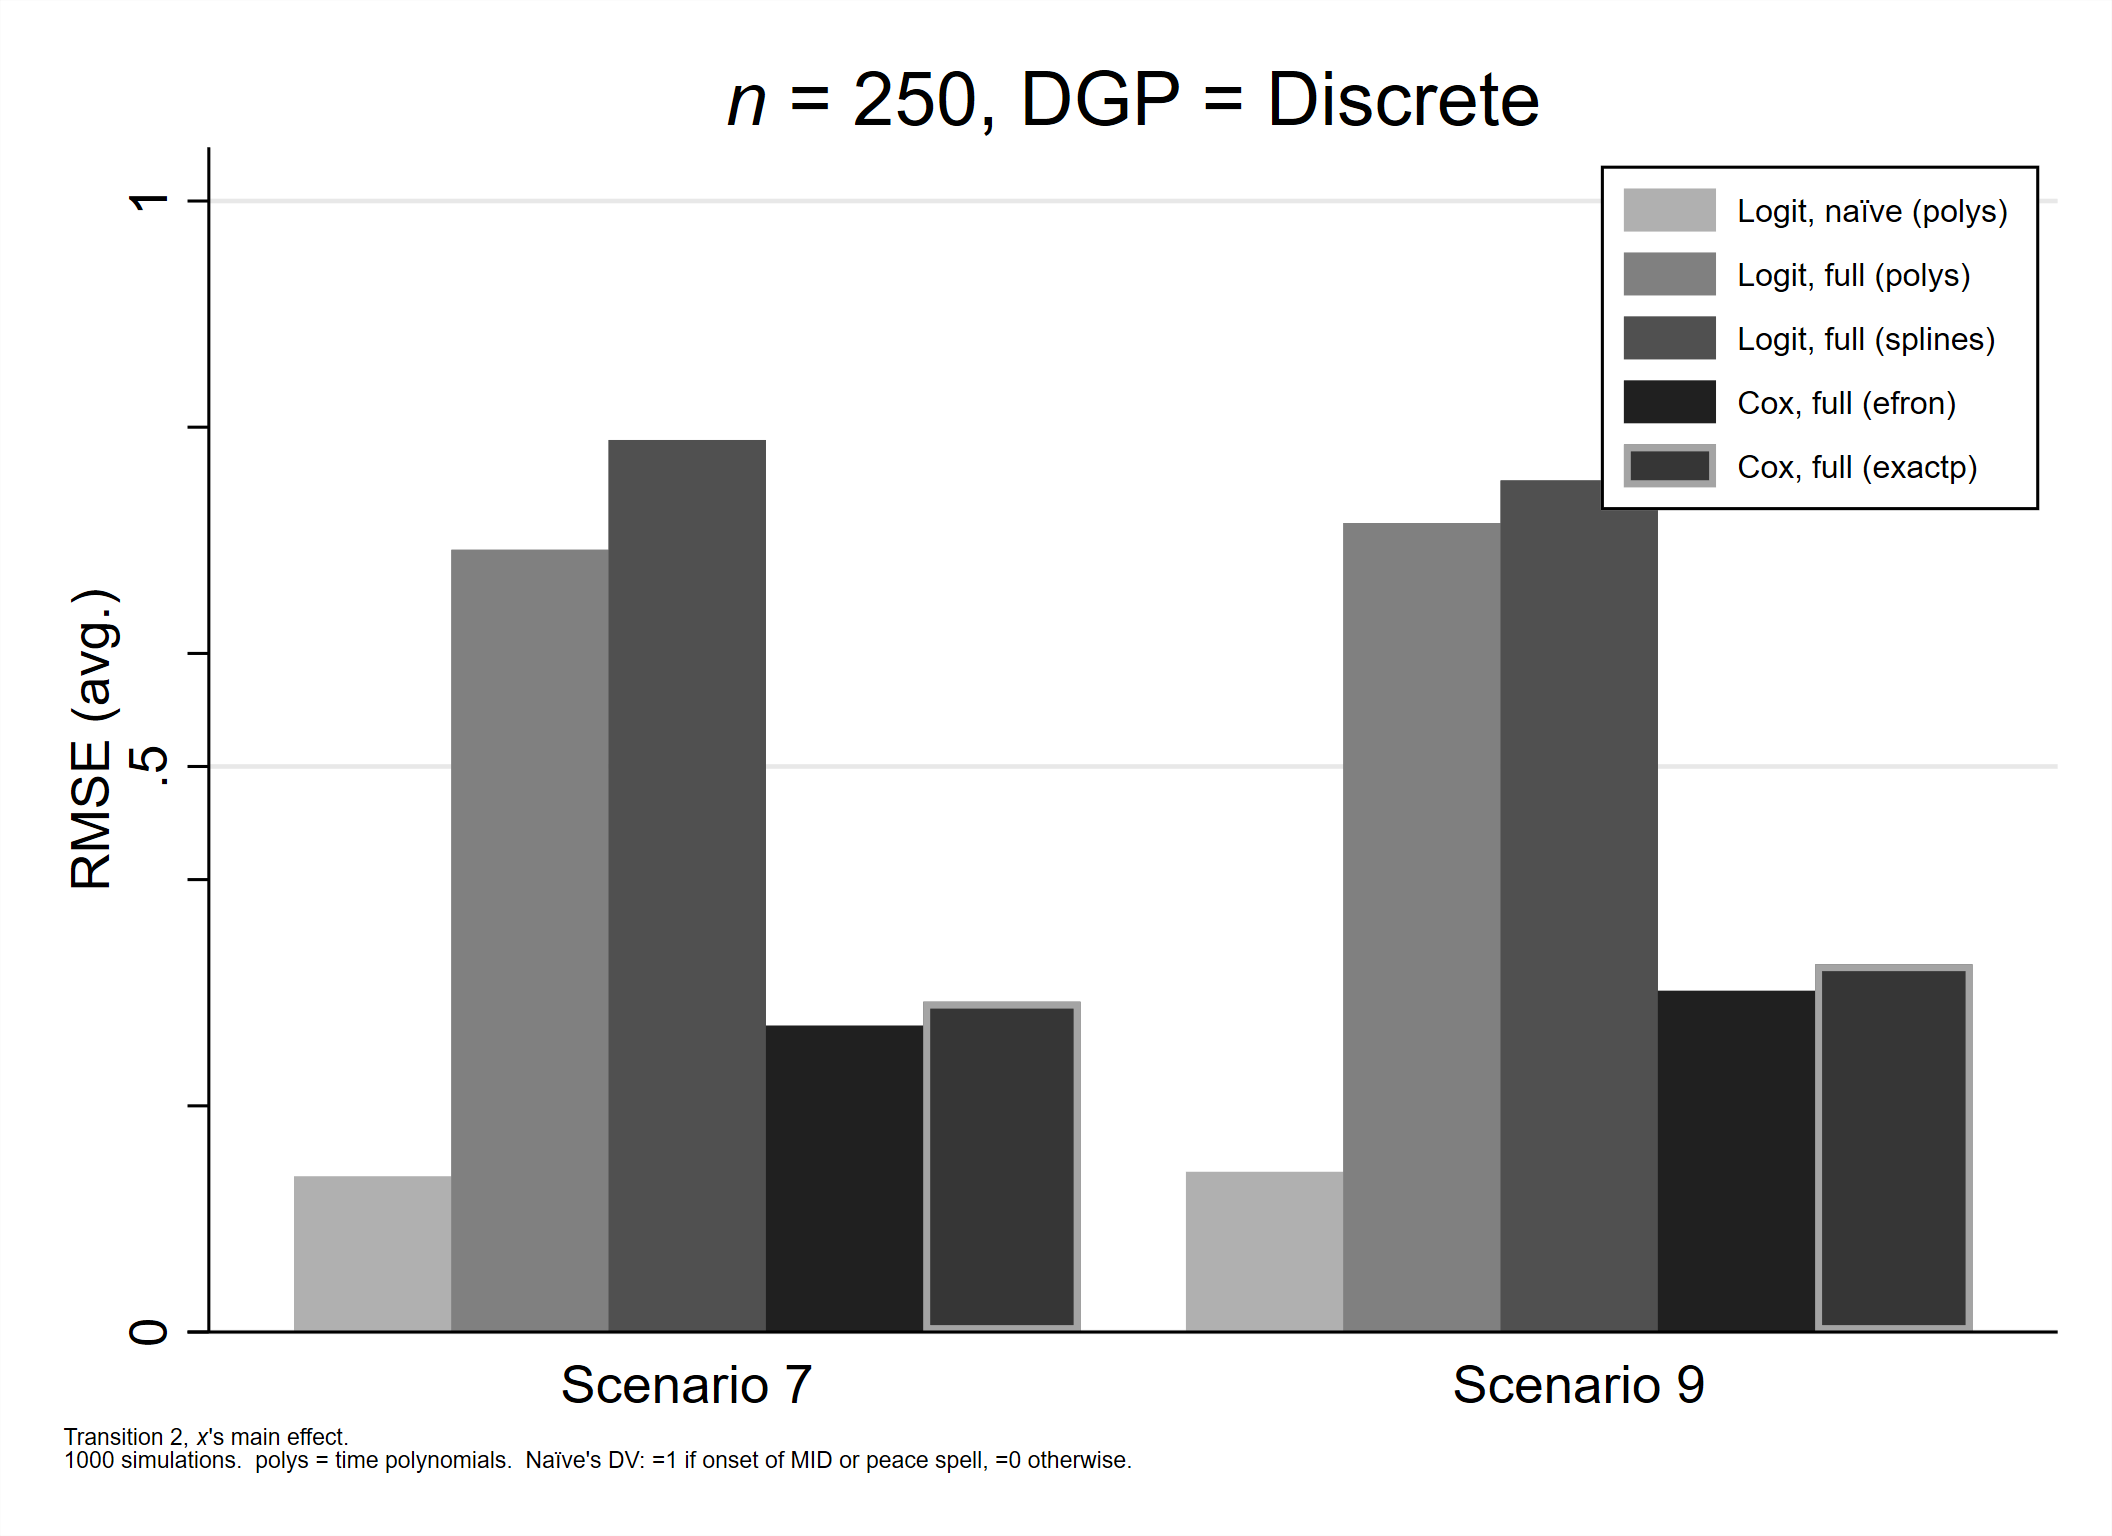 n = 250, DGP = Discrete
RMSE (avg.)
1
.5
0
Logit, naïve (polys)
Logit, full (polys)
Logit, full (splines)
Cox, full (efron)
Cox, full (exactp)
Scenario 7
Scenario 9
Transition 2, x's main effect.
1000 simulations.  polys = time polynomials.  Naïve's DV: =1 if onset of MID or peace spell, =0 otherwise.